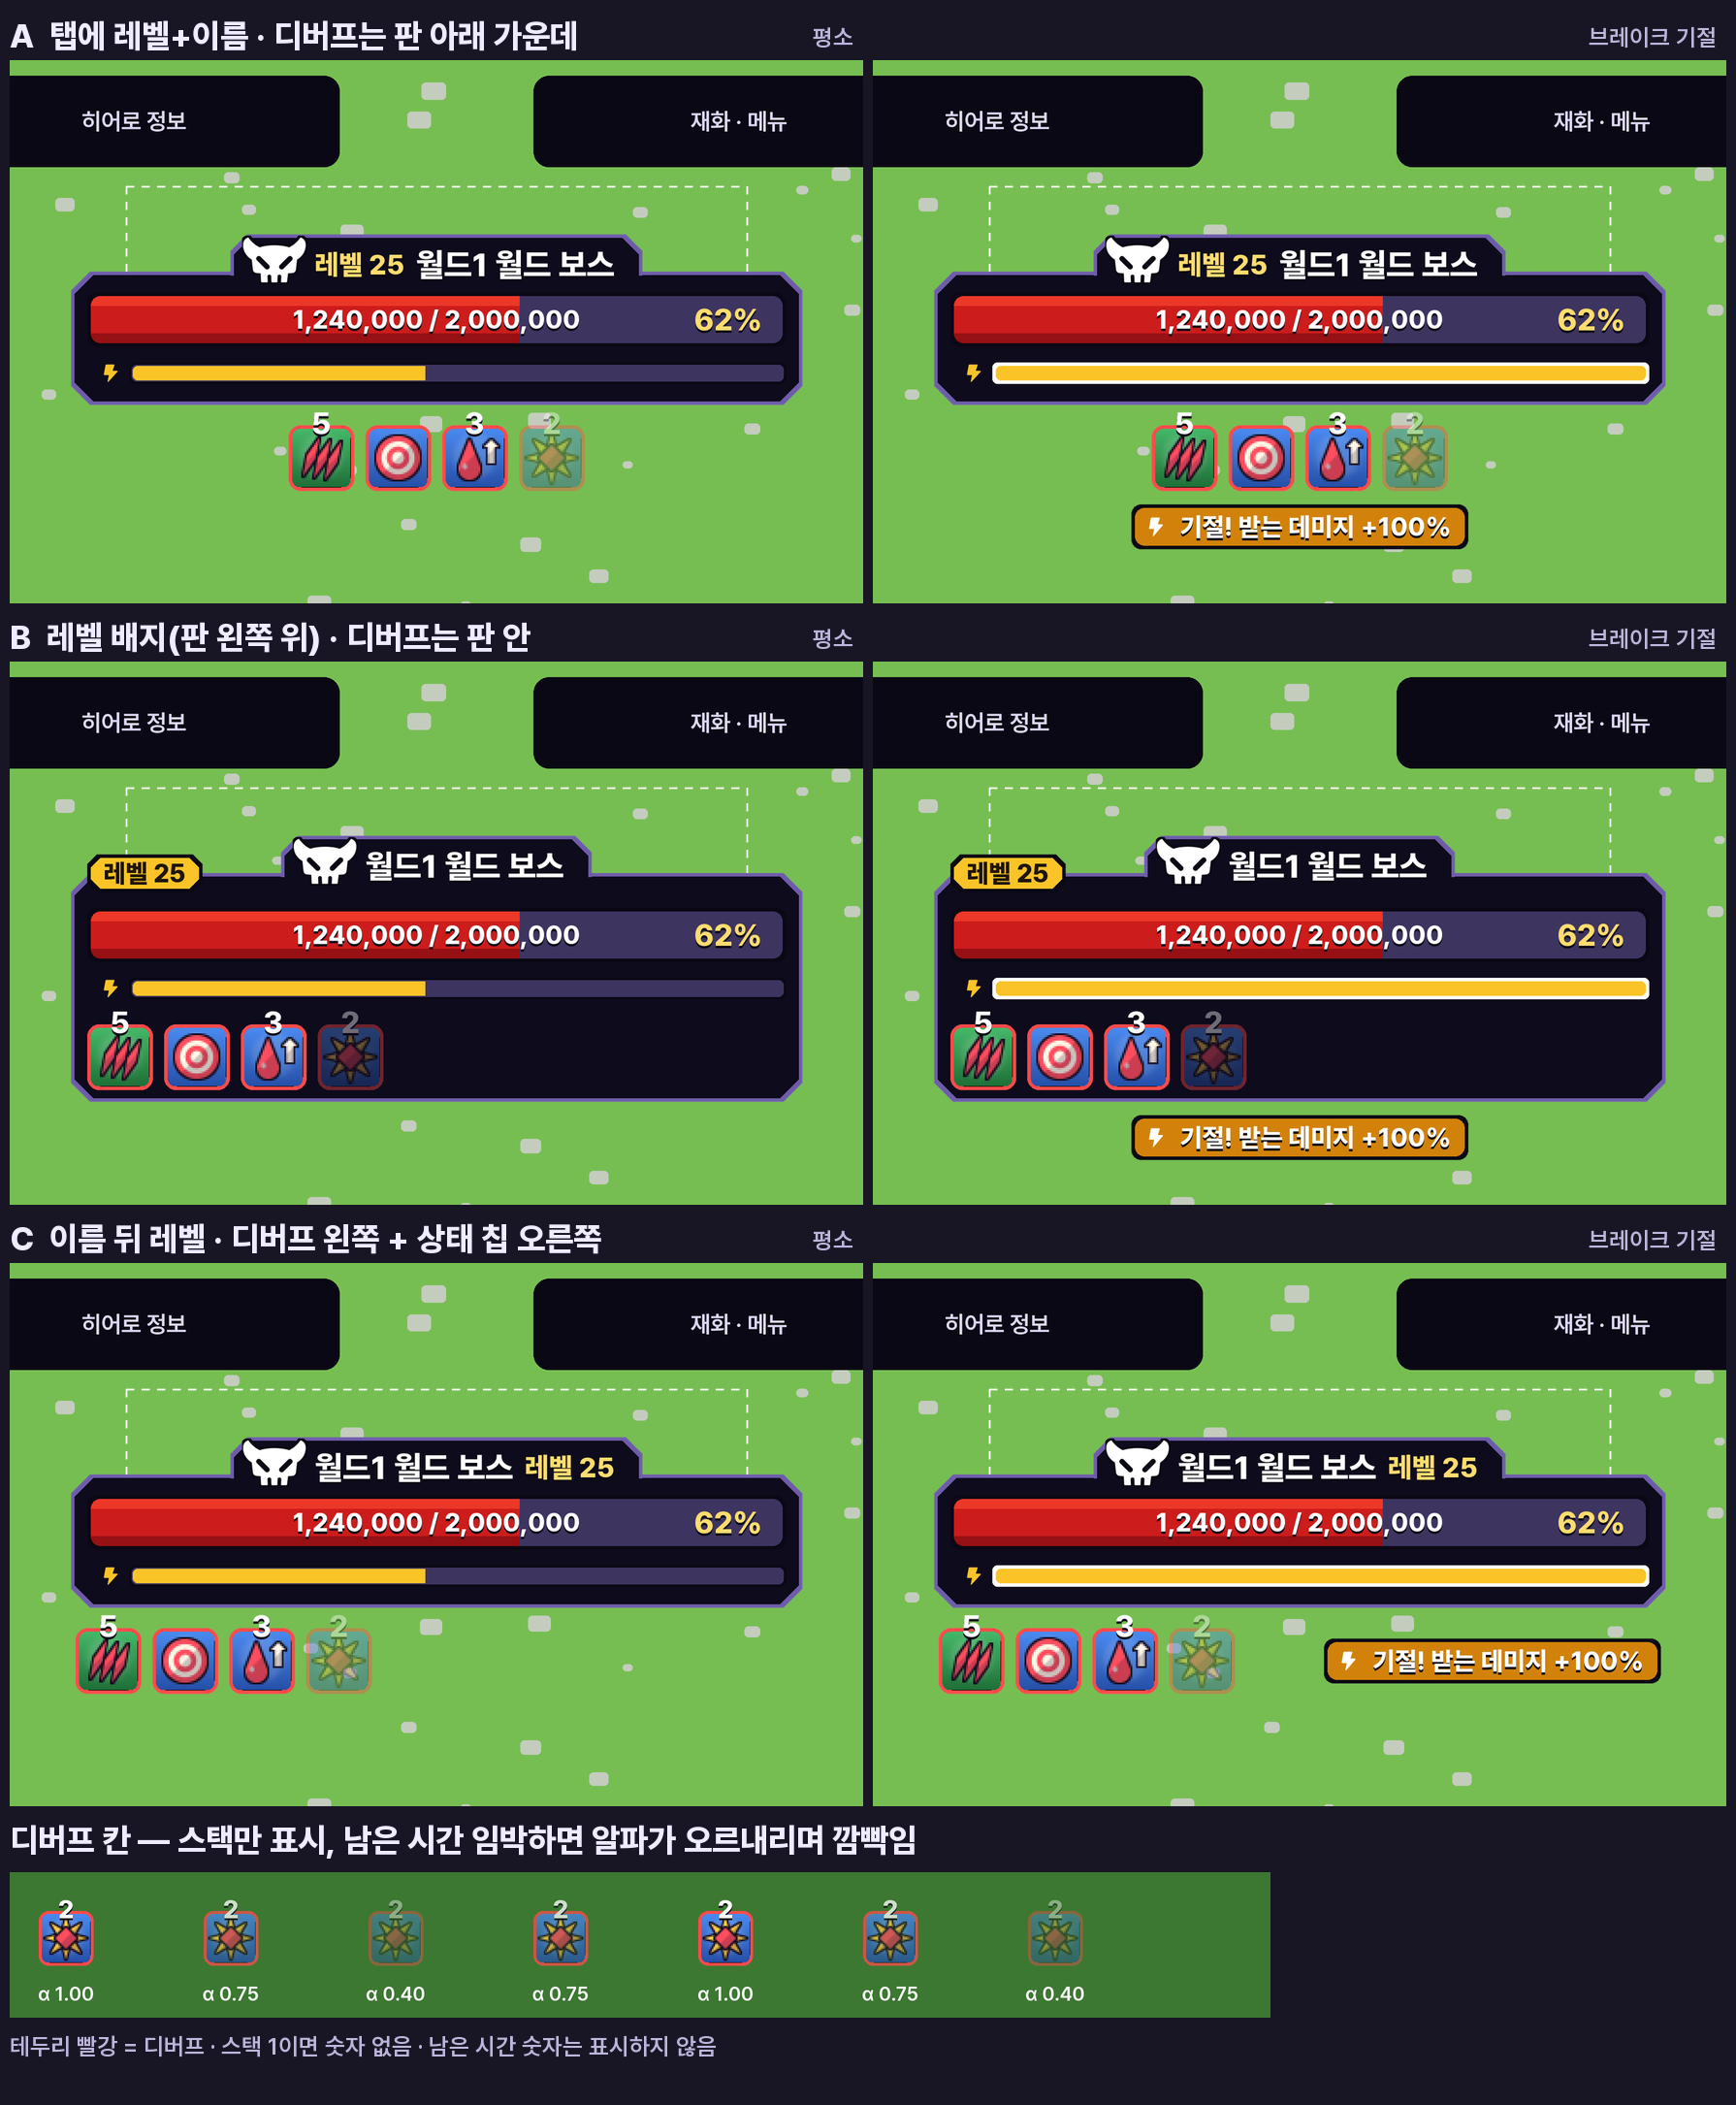 A 탭에 레벨+이름 · 디버프는 판 아래 가운데
평소
브레이크 기절
히어로 정보
재화 · 메뉴
히어로 정보
재화 · 메뉴
레벨 25 월드1 월드 보스
레벨 25 월드1 월드 보스
1,240,000 / 2,000,000 62%
1,240,000 / 2,000,000 62%
5 3 2
5 3 2
기절! 받는 데미지 +100%
B 레벨 배지(판 왼쪽 위) · 디버프는 판 안
평소
브레이크 기절
히어로 정보
재화 · 메뉴
히어로 정보
재화 · 메뉴
레벨 25
월드1 월드 보스
레벨 25
월드1 월드 보스
1,240,000 / 2,000,000 62%
1,240,000 / 2,000,000 62%
5 3 2
5 3 2
기절! 받는 데미지 +100%
C 이름 뒤 레벨 · 디버프 왼쪽 + 상태 칩 오른쪽
평소
브레이크 기절
히어로 정보
재화 · 메뉴
히어로 정보
재화 · 메뉴
월드1 월드 보스 레벨 25
월드1 월드 보스 레벨 25
1,240,000 / 2,000,000 62%
1,240,000 / 2,000,000 62%
5 3 2
5 3 2
기절! 받는 데미지 +100%
디버프 칸 — 스택만 표시, 남은 시간 임박하면 알파가 오르내리며 깜빡임
2 2 2 2 2 2 2
α 1.00 α 0.75 α 0.40 α 0.75 α 1.00 α 0.75 α 0.40
테두리 빨강 = 디버프 · 스택 1이면 숫자 없음 · 남은 시간 숫자는 표시하지 않음